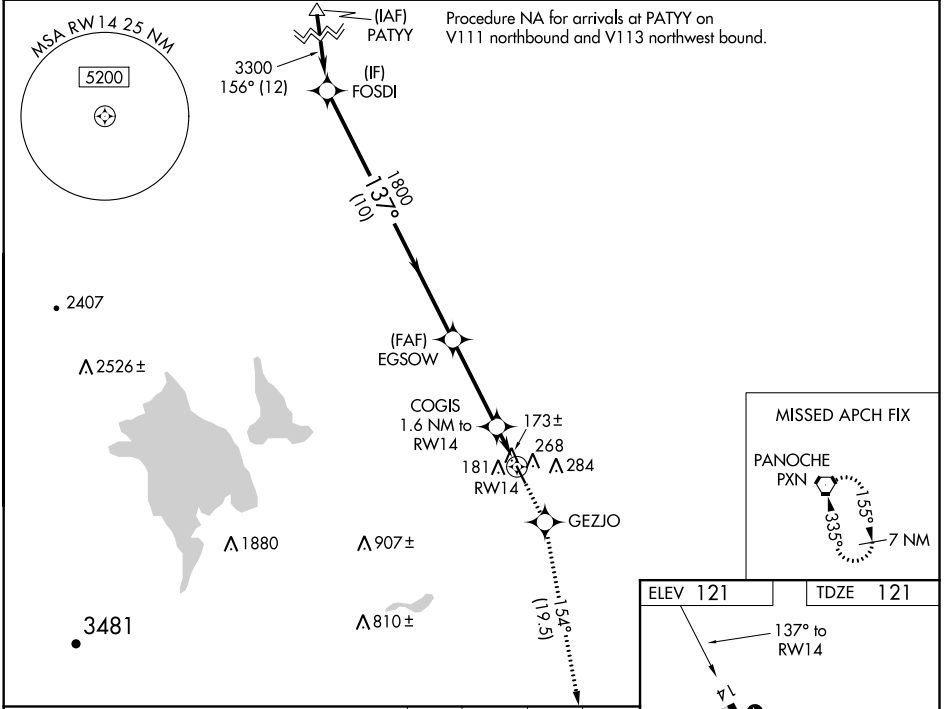 MSA RW14 25 NM
5200
(IAF)
PATYY
Procedure NA for arrivals at PATYY on
V111 northbound and V113 northwest bound.
3300
156° (12)
(IF)
FOSDI
1800
137°
(10)
2407
2526±
(FAF)
EGSOW
COGIS
1.6 NM to
RW14
173±
268
181
284
RW14
GEZJO
1880
907±
810±
3481
154°
(19.5)
MISSED APCH FIX
PANOCHE
PXN
155°
335°
7 NM
ELEV 121
TDZE 121
137° to
RW14
14